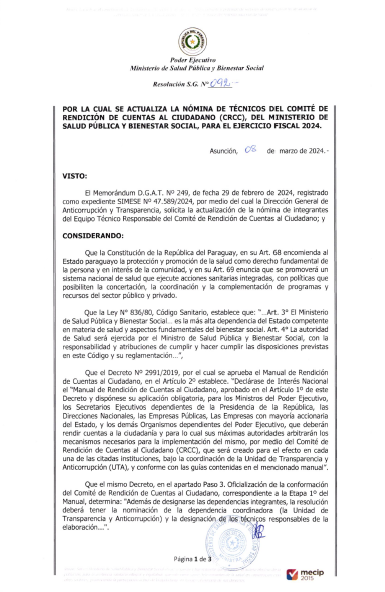 Poder Ejecutivo
Ministerio de Salud Pública y Bienestar Social
Resolución S.G. Nº 092.-
POR LA CUAL SE ACTUALIZA LA NÓMINA DE TÉCNICOS DEL COMITÉ DE
RENDICIÓN DE CUENTAS AL CIUDADANO (CRCC), DEL MINISTERIO DE
SALUD PÚBLICA Y BIENESTAR SOCIAL, PARA EL EJERCICIO FISCAL 2024.
Asunción, 08 de marzo de 2024.-
VISTO:
El Memorándum D.G.A.T. Nº 249, de fecha 29 de febrero de 2024, registrado
como expediente SIMESE Nº 47.589/2024, por medio del cual la Dirección General de
Anticorrupción y Transparencia, solicita la actualización de la nómina de integrantes
del Equipo Técnico Responsable del Comité de Rendición de Cuentas al Ciudadano; y
CONSIDERANDO:
Que la Constitución de la República del Paraguay, en su Art. 68 encomienda al
Estado paraguayo la protección y promoción de la salud como derecho fundamental de
la persona y en interés de la comunidad, y en su Art. 69 enuncia que se promoverá un
sistema nacional de salud que ejecute acciones sanitarias integradas, con políticas que
posibiliten la concertación, la coordinación y la complementación de programas y
recursos del sector público y privado.
Que la Ley Nº 836/80, Código Sanitario, establece que: "…Art. 3º El Ministerio
de Salud Pública y Bienestar Social… es la más alta dependencia del Estado competente
en materia de salud y aspectos fundamentales del bienestar social. Art. 4º La autoridad
de Salud será ejercida por el Ministro de Salud Pública y Bienestar Social, con la
responsabilidad y atribuciones de cumplir y hacer cumplir las disposiciones previstas
en este Código y su reglamentación…",
Que el Decreto Nº 2991/2019, por el cual se aprueba el Manual de Rendición
de Cuentas al Ciudadano, en el Artículo 2º establece. "Declárase de Interés Nacional
el "Manual de Rendición de Cuentas al Ciudadano, aprobado en el Artículo 1º de este
Decreto y dispónese su aplicación obligatoria, para los Ministros del Poder Ejecutivo,
los Secretarios Ejecutivos dependientes de la Presidencia de la República, las
Direcciones Nacionales, las Empresas Públicas, Las Empresas con mayoría accionaria
del Estado, y los demás Organismos dependientes del Poder Ejecutivo, que deberán
rendir cuentas al ciudadanía y para lo cual sus máximas autoridades arbitrarán los
mecanismos necesarios para la implementación del mismo, por medio del Comité de
Rendición de Cuentas al Ciudadano (CRCC), que será creado para el efecto en cada
una de las citadas instituciones, bajo la coordinación de la Unidad de Transparencia y
Anticorrupción (UTA), y conforme con las guías contenidas en el mencionado manual".
Que el mismo Decreto, en el apartado Paso 3. Oficialización de la conformación
del Comité de Rendición de Cuentas al Ciudadano, correspondiente a la Etapa 1º del
Manual, determina: "Además de designarse las dependencias integrantes, la resolución
deberá tener la nominación de la dependencia coordinadora (la Unidad de
Transparencia y Anticorrupción) y la designación de los técnicos responsables de la
elaboración…".
Página 1 de 3
mecip
2015